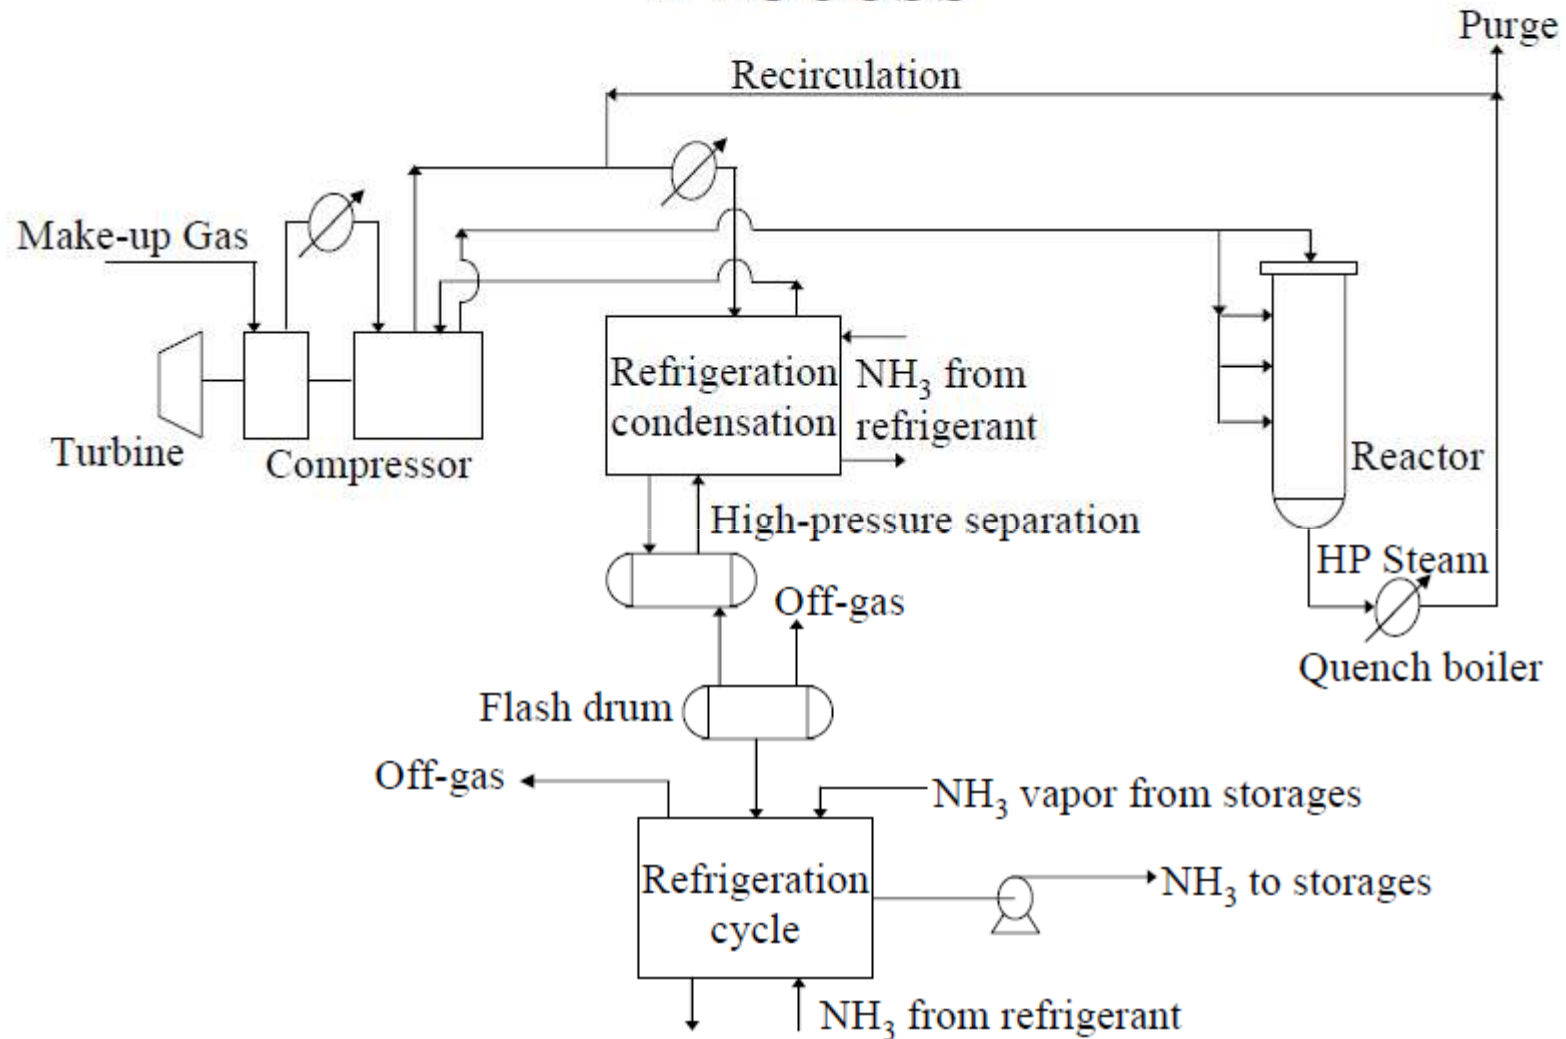 Purge
Recirculation
Make-up Gas
Refrigeration
condensation
NH₃ from
refrigerant
Turbine
Compressor
Reactor
High-pressure separation
HP Steam
Off-gas
Quench boiler
Flash drum
Off-gas
NH₃ vapor from storages
Refrigeration
cycle
NH₃ to storages
NH₃ from refrigerant